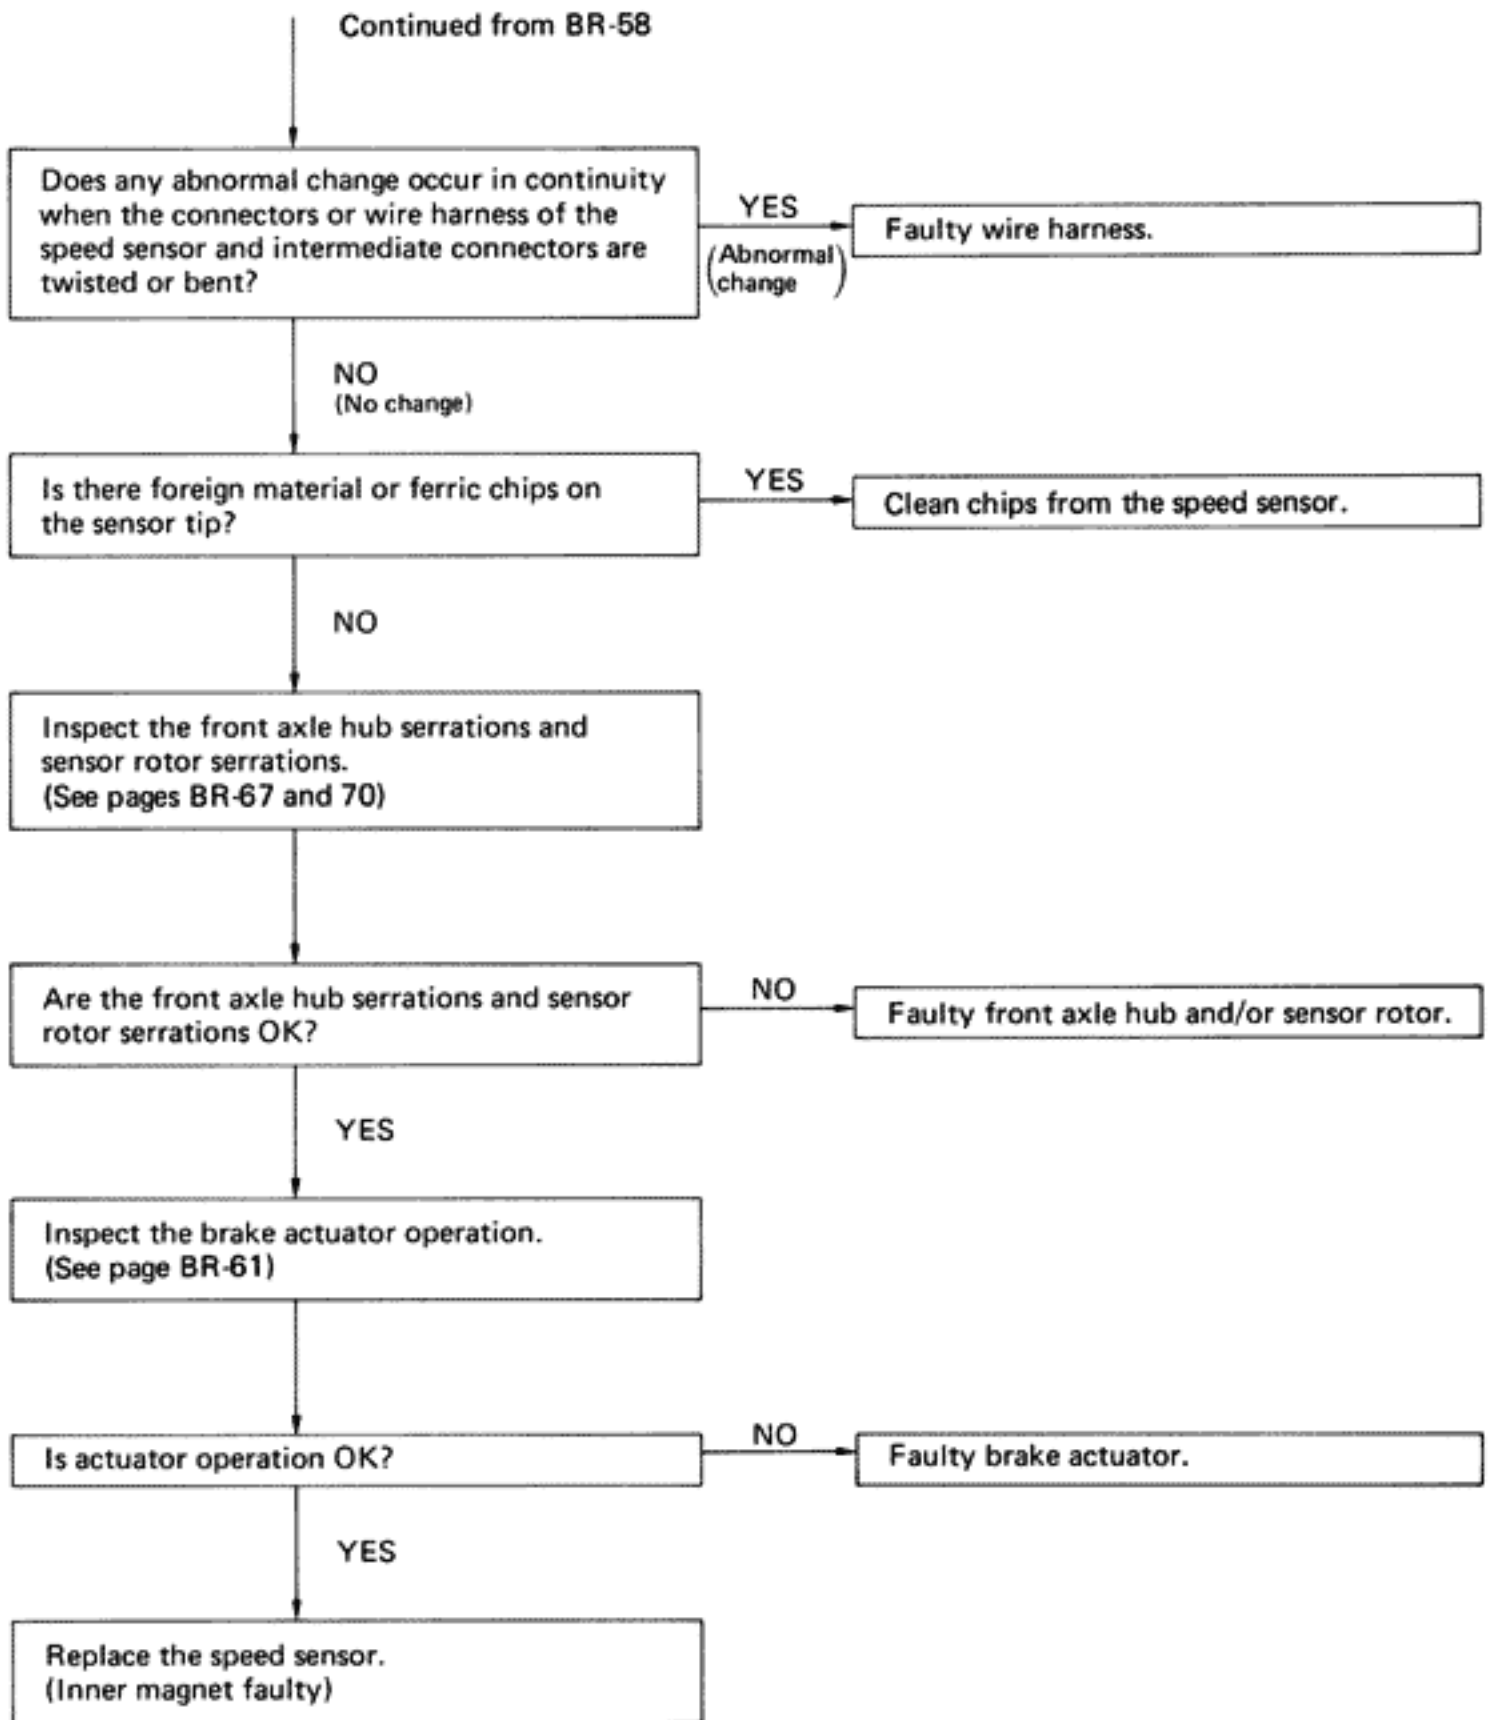 Continued from BR-58
Does any abnormal change occur in continuity
when the connectors or wire harness of the
speed sensor and intermediate connectors are
twisted or bent?
YES
(Abnormal
change)
Faulty wire harness.
NO
(No change)
Is there foreign material or ferric chips on
the sensor tip?
YES
Clean chips from the speed sensor.
NO
Inspect the front axle hub serrations and
sensor rotor serrations.
(See pages BR-67 and 70)
Are the front axle hub serrations and sensor
rotor serrations OK?
NO
Faulty front axle hub and/or sensor rotor.
YES
Inspect the brake actuator operation.
(See page BR-61)
Is actuator operation OK?
NO
Faulty brake actuator.
YES
Replace the speed sensor.
(Inner magnet faulty)